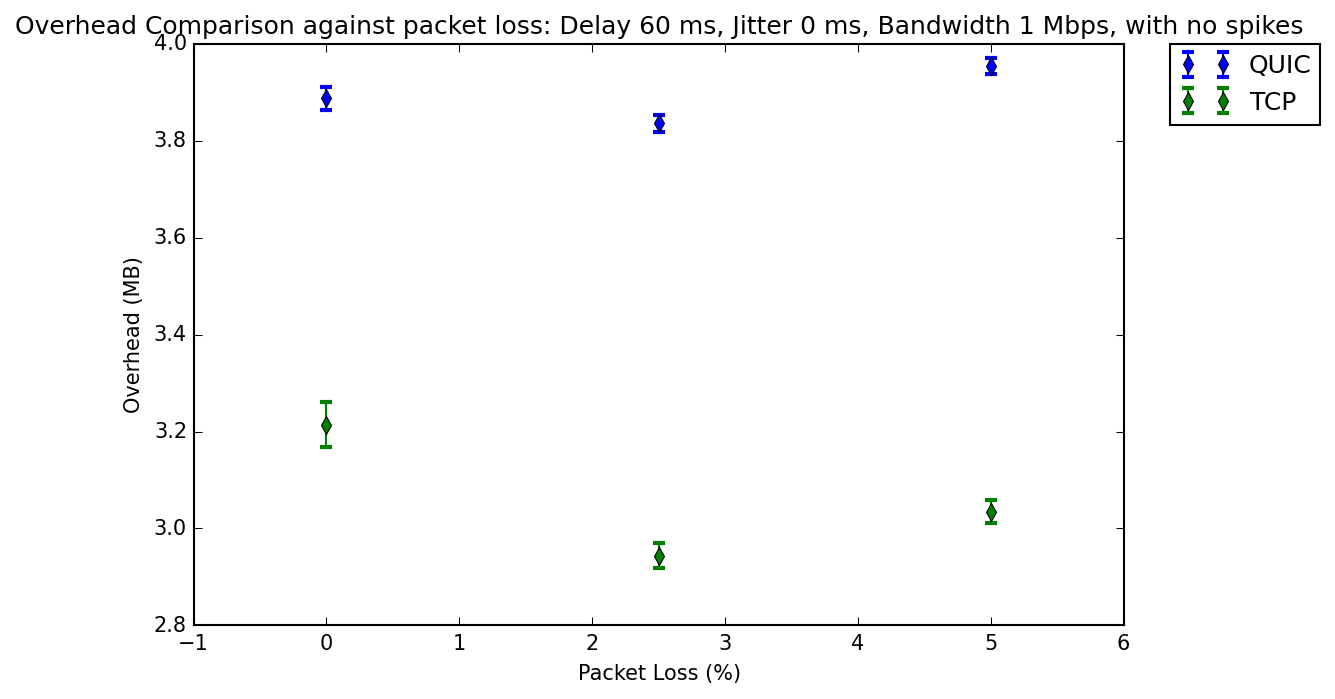 Overhead Comparison against packet loss: Delay 60 ms, Jitter 0 ms, Bandwidth 1 Mbps, with no spikes
4.0
3.8
3.6
3.4
3.2
3.0
2.8
Overhead (MB)
−1 0 1 2 3 4 5 6
Packet Loss (%)
QUIC
TCP